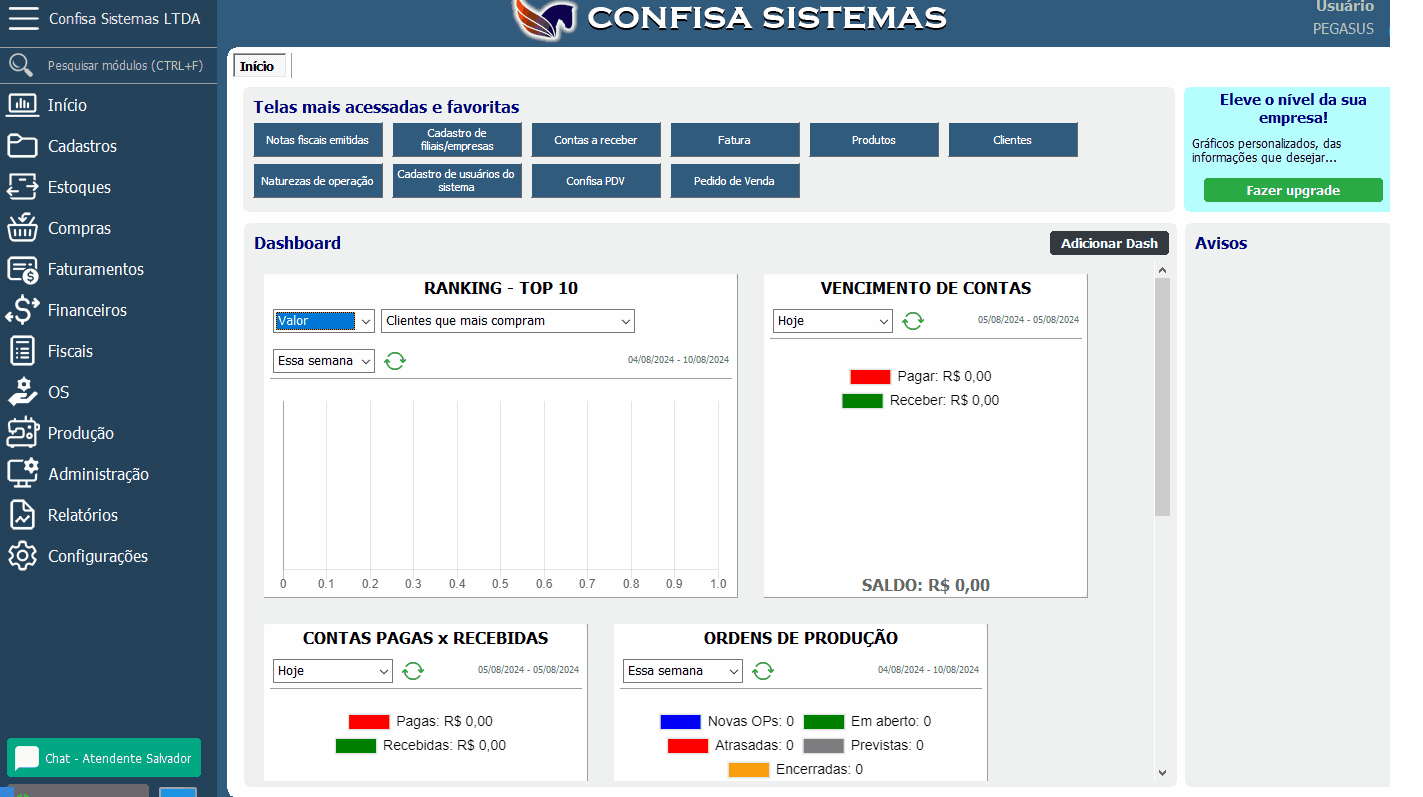 Confisa Sistemas LTDA
CONFISA SISTEMAS
Usuário
PEGASUS
Pesquisar módulos (CTRL+F)
Início
Cadastros
Estoques
Compras
Faturamentos
Financeiros
Fiscais
OS
Produção
Administração
Relatórios
Configurações
Chat - Atendente Salvador
Início
Telas mais acessadas e favoritas
Notas fiscais emitidas
Cadastro de
filiais/empresas
Contas a receber
Fatura
Produtos
Clientes
Naturezas de operação
Cadastro de usuários do
sistema
Confisa PDV
Pedido de Venda
Eleve o nível da sua
empresa!
Gráficos personalizados, das
informações que desejar...
Fazer upgrade
Dashboard
Adicionar Dash
Avisos
RANKING - TOP 10
Valor
Clientes que mais compram
Essa semana
04/08/2024 - 10/08/2024
0 0.1 0.2 0.3 0.4 0.5 0.6 0.7 0.8 0.9 1.0
VENCIMENTO DE CONTAS
Hoje
05/08/2024 - 05/08/2024
Pagar: R$ 0,00
Receber: R$ 0,00
SALDO: R$ 0,00
CONTAS PAGAS x RECEBIDAS
Hoje
05/08/2024 - 05/08/2024
Pagas: R$ 0,00
Recebidas: R$ 0,00
ORDENS DE PRODUÇÃO
Essa semana
04/08/2024 - 10/08/2024
Novas OPs: 0 Em aberto: 0
Atrasadas: 0 Previstas: 0
Encerradas: 0